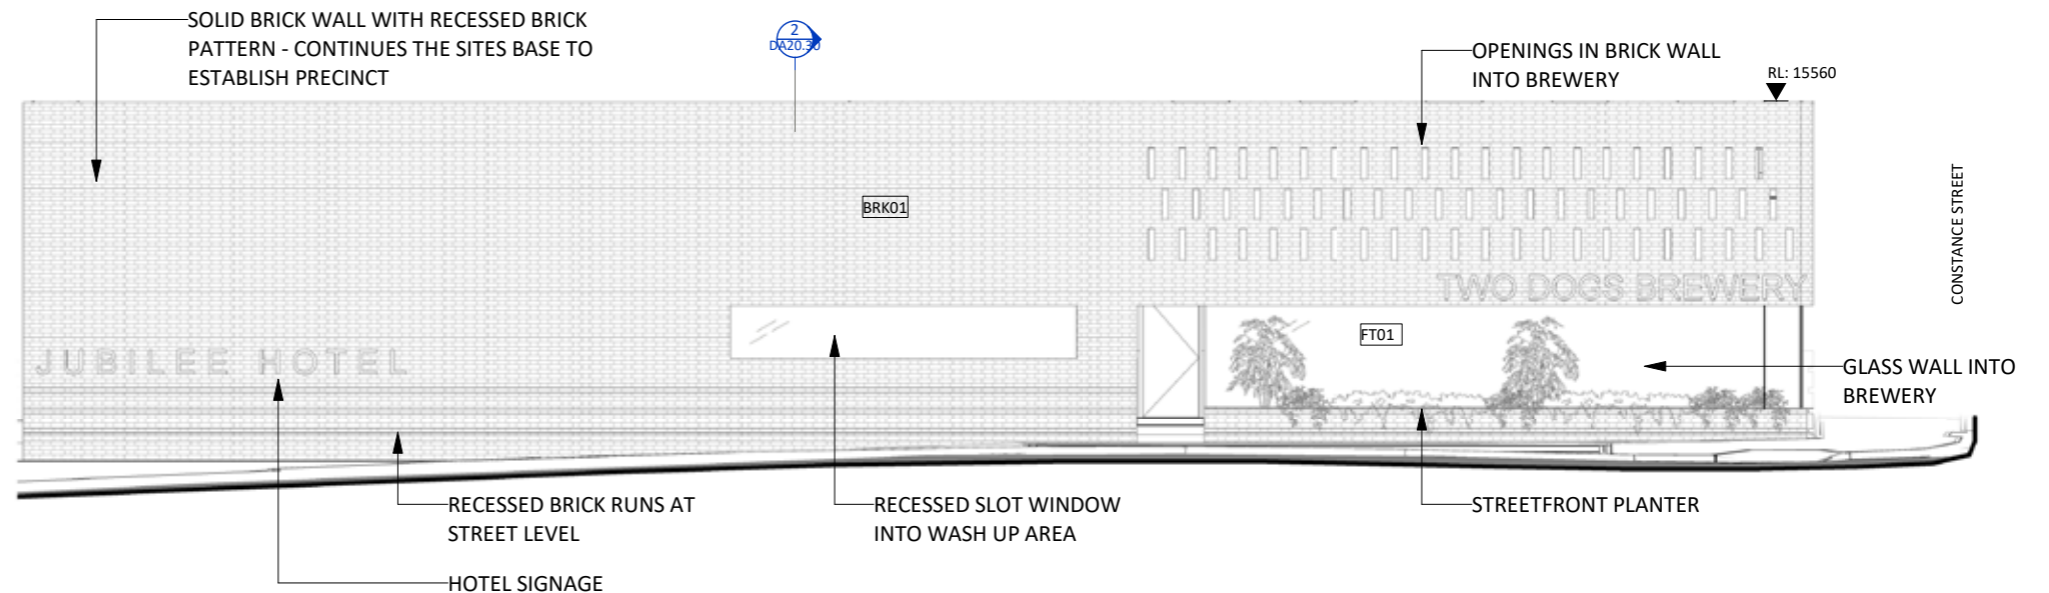 SOLID BRICK WALL WITH RECESSED BRICK
PATTERN - CONTINUES THE SITES BASE TO
ESTABLISH PRECINCT
2
DA20.30
OPENINGS IN BRICK WALL
INTO BREWERY
RL: 15560
CONSTANCE STREET
BRK01
TWO DOGS BREWERY
FT01
JUBILEE HOTEL
GLASS WALL INTO
BREWERY
RECESSED BRICK RUNS AT
STREET LEVEL
RECESSED SLOT WINDOW
INTO WASH UP AREA
STREETFRONT PLANTER
HOTEL SIGNAGE